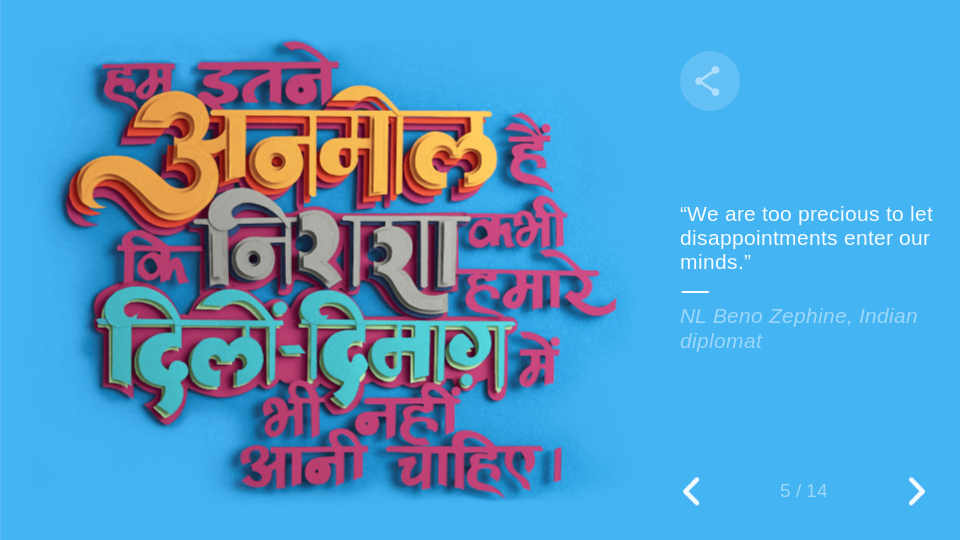 हम इतने
अनमोल हैं
कि निराशा कभी
हमारे
दिलों-दिमाग़ में
भी नहीं
आनी चाहिए।
“We are too precious to let
disappointments enter our
minds.”
NL Beno Zephine, Indian
diplomat
5 / 14